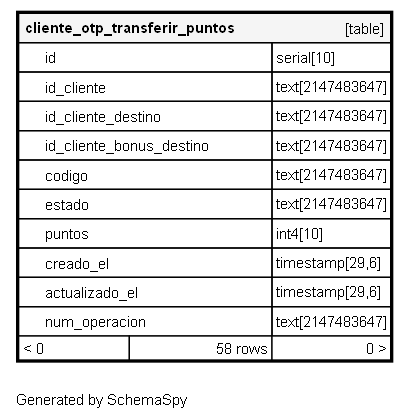 cliente_otp_transferir_puntos [table]
id serial[10]
id_cliente text[2147483647]
id_cliente_destino text[2147483647]
id_cliente_bonus_destino text[2147483647]
codigo text[2147483647]
estado text[2147483647]
puntos int4[10]
creado_el timestamp[29,6]
actualizado_el timestamp[29,6]
num_operacion text[2147483647]
< 0 58 rows 0 >
Generated by SchemaSpy